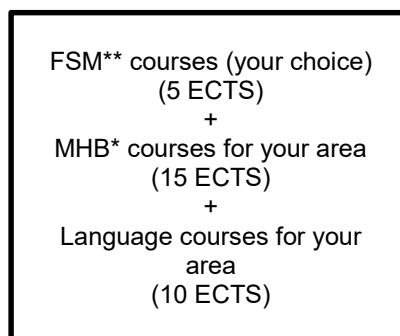 FSM** courses (your choice)
(5 ECTS)
+
MHB* courses for your area
(15 ECTS)
+
Language courses for your
area
(10 ECTS)